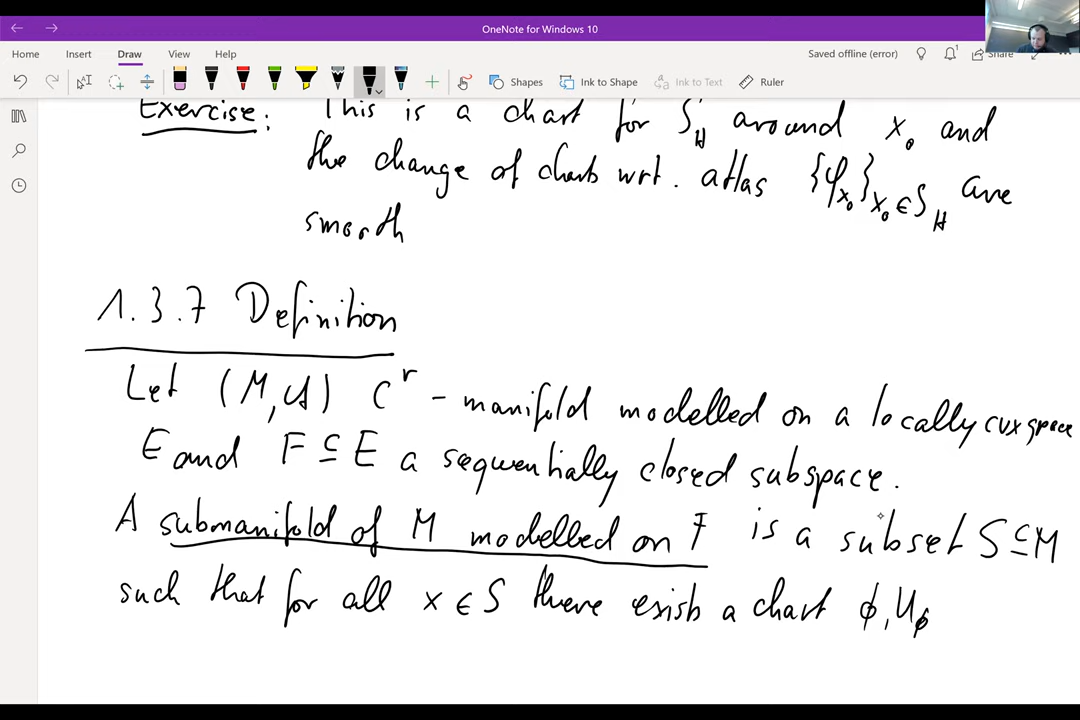 OneNote for Windows 10
Home Insert Draw View Help
Saved offline (error) Share
Shapes Ink to Shape Ink to Text Ruler
Exercise: This is a chart for S_H around x_0 and
the change of charts wrt. atlas {φ_{x_0}}_{x_0 ∈ S_H} are
smooth
1.3.7 Definition
Let (M, A) C^r - manifold modelled on a locally cvx space
E and F ⊆ E a sequentially closed subspace.
A submanifold of M modelled on F is a subset S ⊆ M
such that for all x ∈ S there exists a chart ϕ, U_ϕ